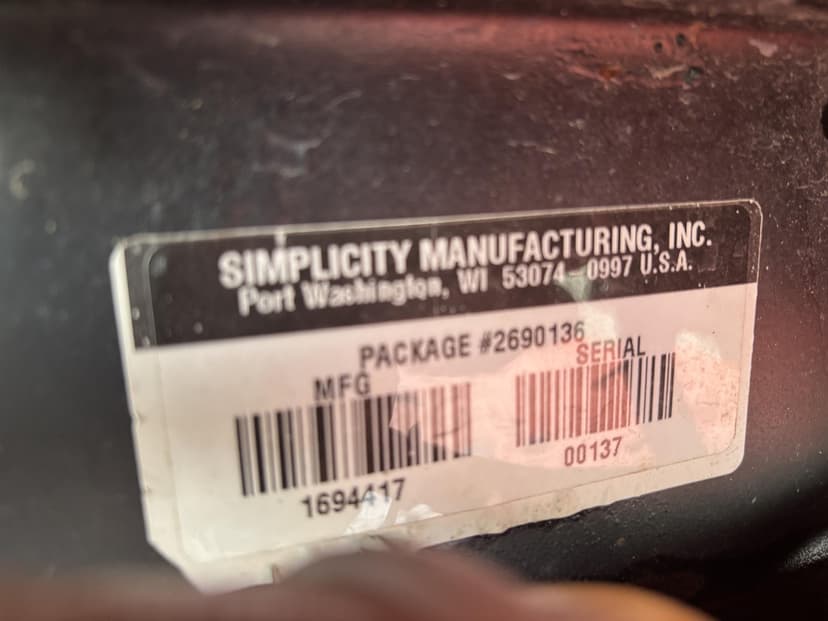 SIMPLICITY MANUFACTURING, INC.
Port Washington, WI 53074-0997 U.S.A.
PACKAGE #2690136
MFG SERIAL
1694417 00137